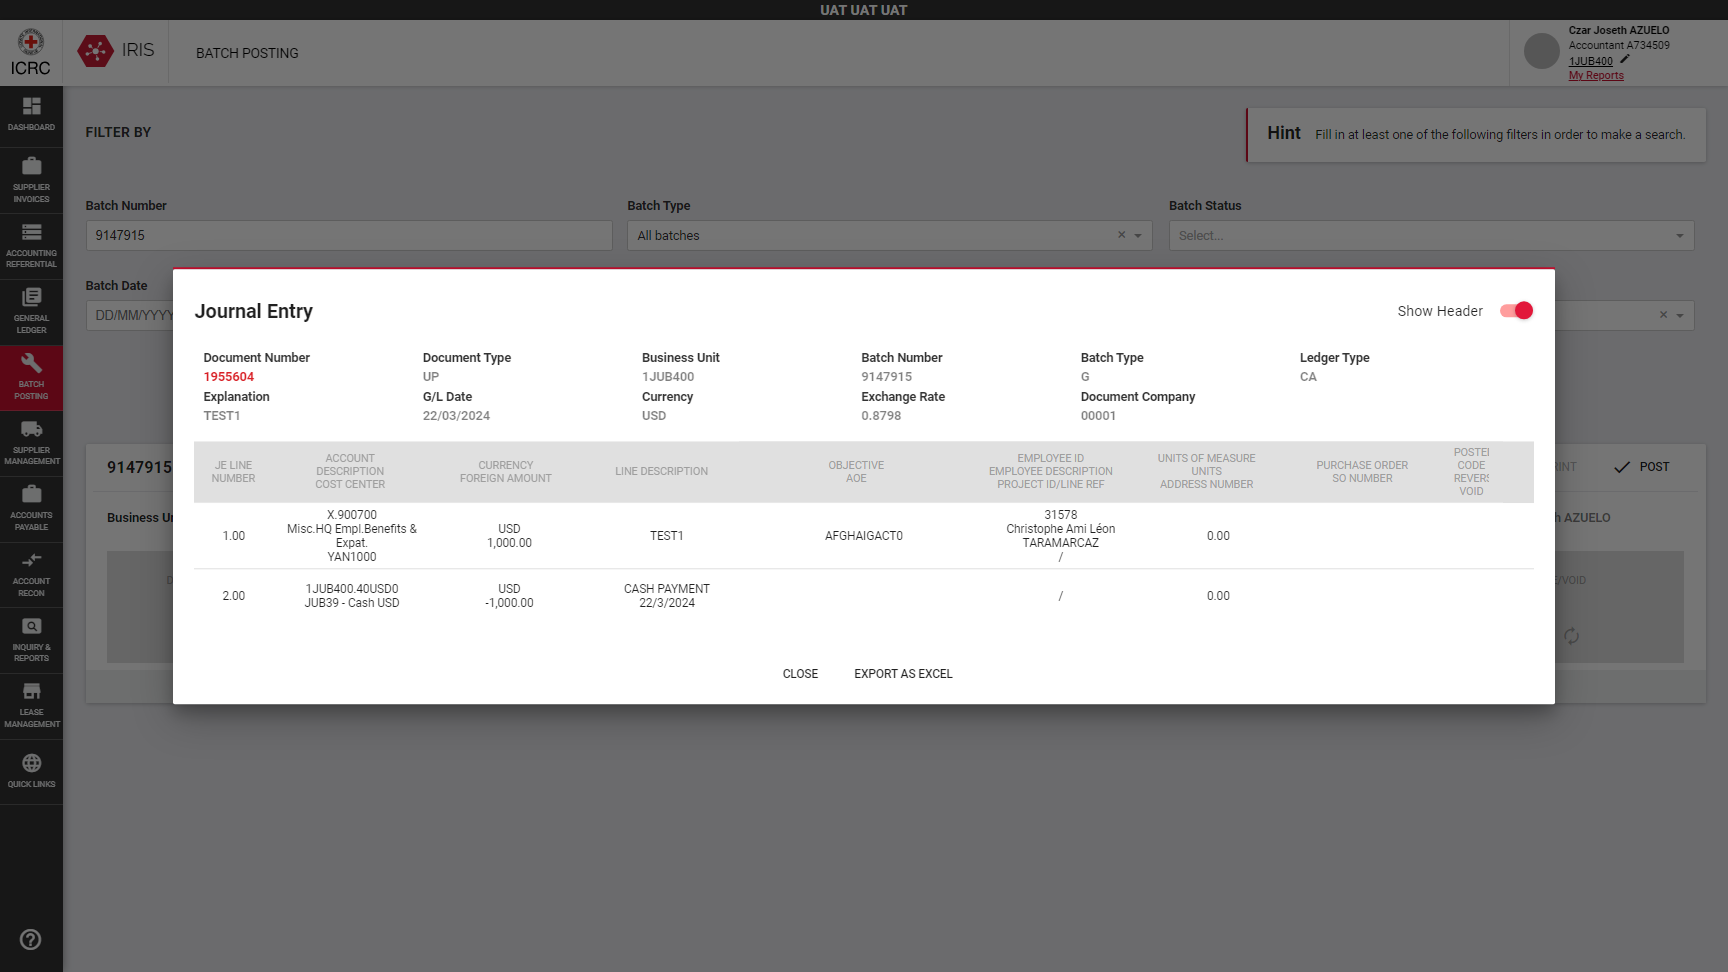 UAT UAT UAT
ICRC
IRIS
BATCH POSTING
Czar Joseth AZUELO
Accountant A734509
1JUB400
My Reports
DASHBOARD
SUPPLIER
INVOICES
ACCOUNTING
REFERENTIAL
GENERAL
LEDGER
BATCH
POSTING
SUPPLIER
MANAGEMENT
ACCOUNTS
PAYABLE
ACCOUNT
RECON
INQUIRY &
REPORTS
LEASE
MANAGEMENT
QUICK LINKS
FILTER BY
Hint Fill in at least one of the following filters in order to make a search.
Batch Number Batch Type Batch Status
9147915 All batches Select...
Batch Date
DD/MM/YYYY
Journal Entry Show Header
Document Number Document Type Business Unit Batch Number Batch Type Ledger Type
1955604 UP 1JUB400 9147915 G CA
Explanation G/L Date Currency Exchange Rate Document Company
TEST1 22/03/2024 USD 0.8798 00001
JE LINE
NUMBER
ACCOUNT
DESCRIPTION
COST CENTER
CURRENCY
FOREIGN AMOUNT
LINE DESCRIPTION
OBJECTIVE
AOE
EMPLOYEE ID
EMPLOYEE DESCRIPTION
PROJECT ID/LINE REF
UNITS OF MEASURE
UNITS
ADDRESS NUMBER
PURCHASE ORDER
SO NUMBER
POSTE
CODE
REVERS
VOID
1.00
X.900700
Misc.HQ Empl.Benefits &
Expat.
YAN1000
USD
1,000.00
TEST1
AFGHAIGACT0
31578
Christophe Ami Léon
TARAMARCAZ
/
0.00
2.00
1JUB400.40USD0
JUB39 - Cash USD
USD
-1,000.00
CASH PAYMENT
22/3/2024
/
0.00
CLOSE EXPORT AS EXCEL
9147915
RINT POST
Business U
h AZUELO
D
E/VOID